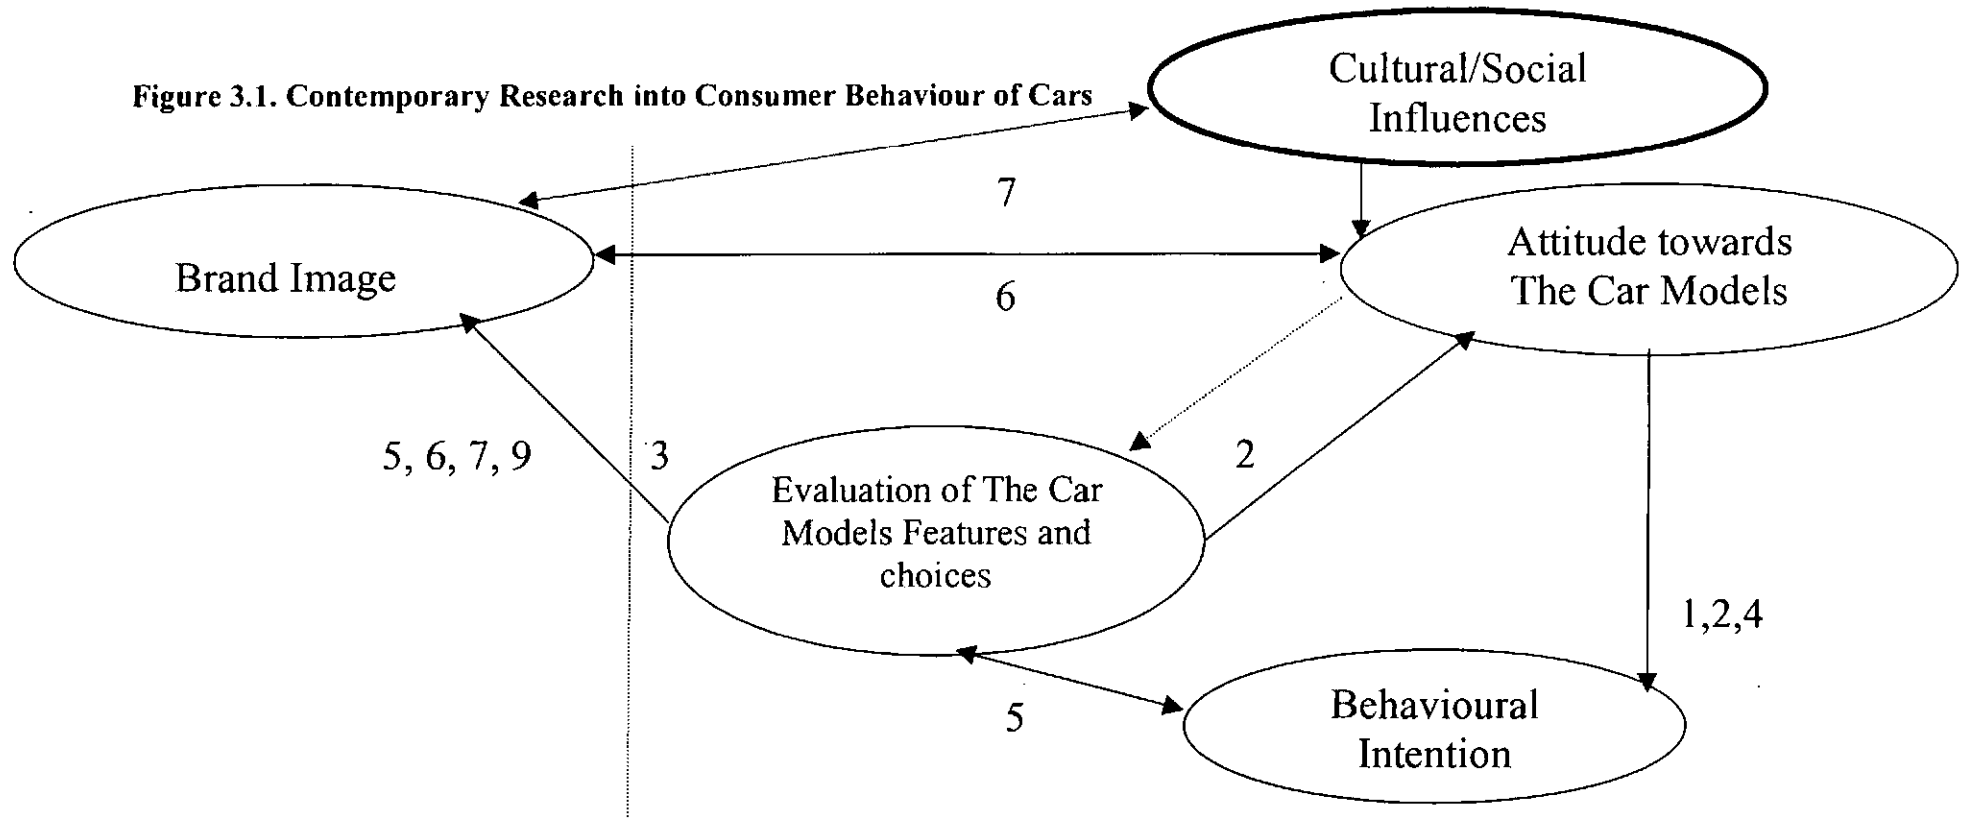 Cultural/Social
Influences
Figure 3.1. Contemporary Research into Consumer Behaviour of Cars
7
Attitude towards
The Car Models
Brand Image
6
5, 6, 7, 9
3
2
Evaluation of The Car
Models Features and
choices
1,2,4
5
Behavioural
Intention